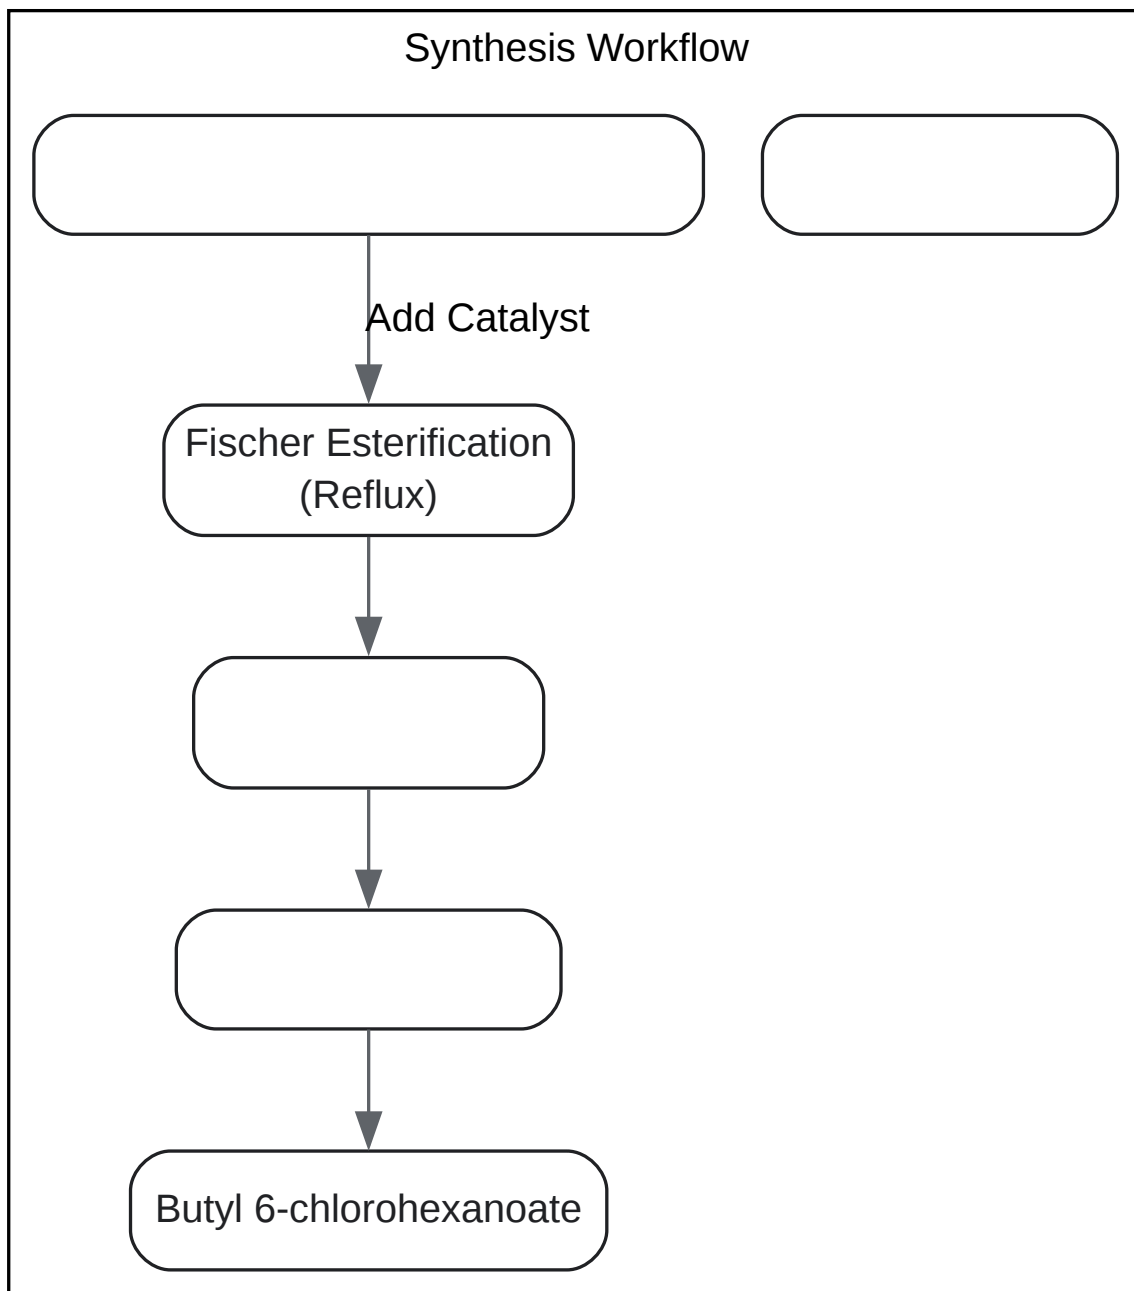 Synthesis Workflow
Add Catalyst
Fischer Esterification
(Reflux)
Butyl 6-chlorohexanoate